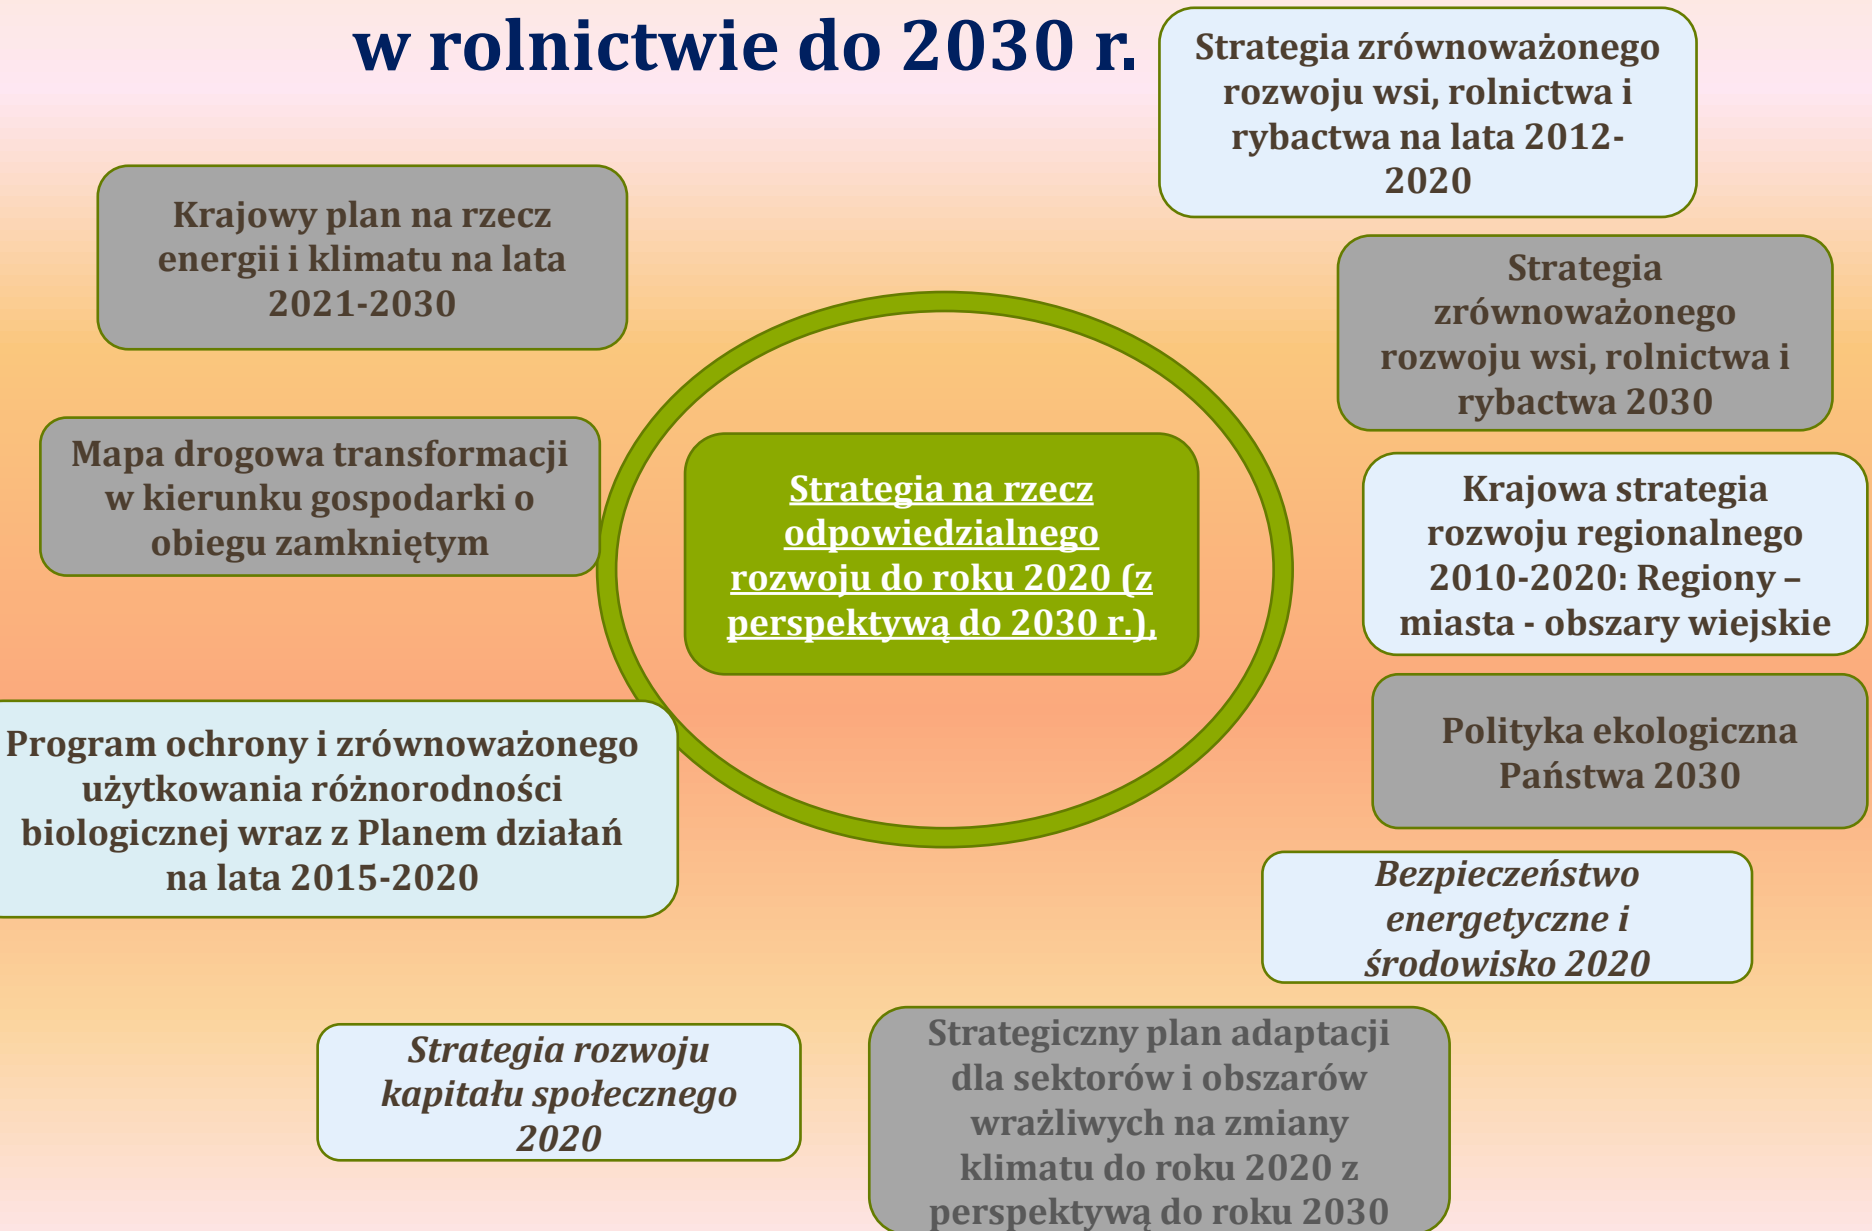 w rolnictwie do 2030 r.
Strategia zrównoważonego
rozwoju wsi, rolnictwa i
rybactwa na lata 2012-
2020
Krajowy plan na rzecz
energii i klimatu na lata
2021-2030
Strategia
zrównoważonego
rozwoju wsi, rolnictwa i
rybactwa 2030
Mapa drogowa transformacji
w kierunku gospodarki o
obiegu zamkniętym
Strategia na rzecz
odpowiedzialnego
rozwoju do roku 2020 (z
perspektywą do 2030 r.),
Krajowa strategia
rozwoju regionalnego
2010-2020: Regiony –
miasta - obszary wiejskie
Program ochrony i zrównoważonego
użytkowania różnorodności
biologicznej wraz z Planem działań
na lata 2015-2020
Polityka ekologiczna
Państwa 2030
Bezpieczeństwo
energetyczne i
środowisko 2020
Strategia rozwoju
kapitału społecznego
2020
Strategiczny plan adaptacji
dla sektorów i obszarów
wrażliwych na zmiany
klimatu do roku 2020 z
perspektywą do roku 2030